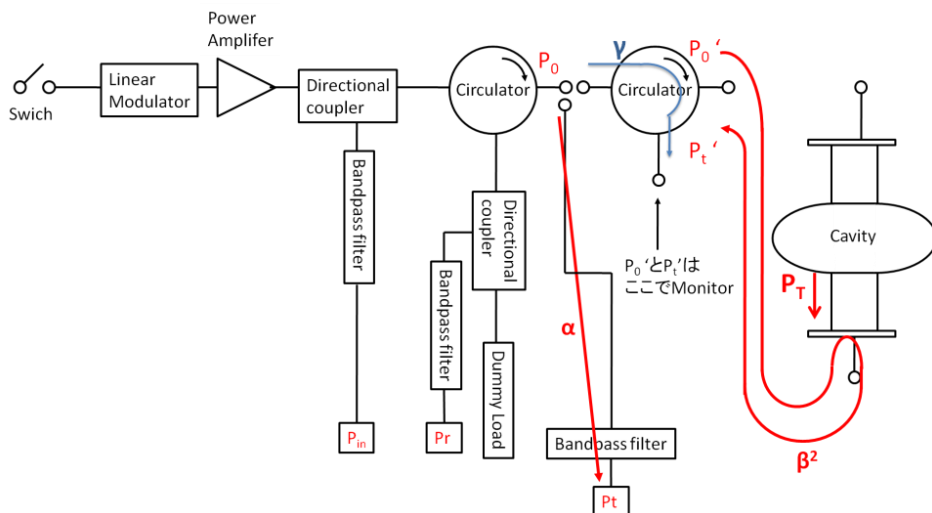 Power
Amplifer
Swich
Linear
Modulator
Directional
coupler
Circulator
P0
γ
Circulator
P0‘
Pt‘
Bandpass filter
Directional
coupler
Bandpass filter
Dummy Load
Pin
Pr
α
Bandpass filter
Pt
P0‘とPt’は
ここでMonitor
Cavity
PT
β²